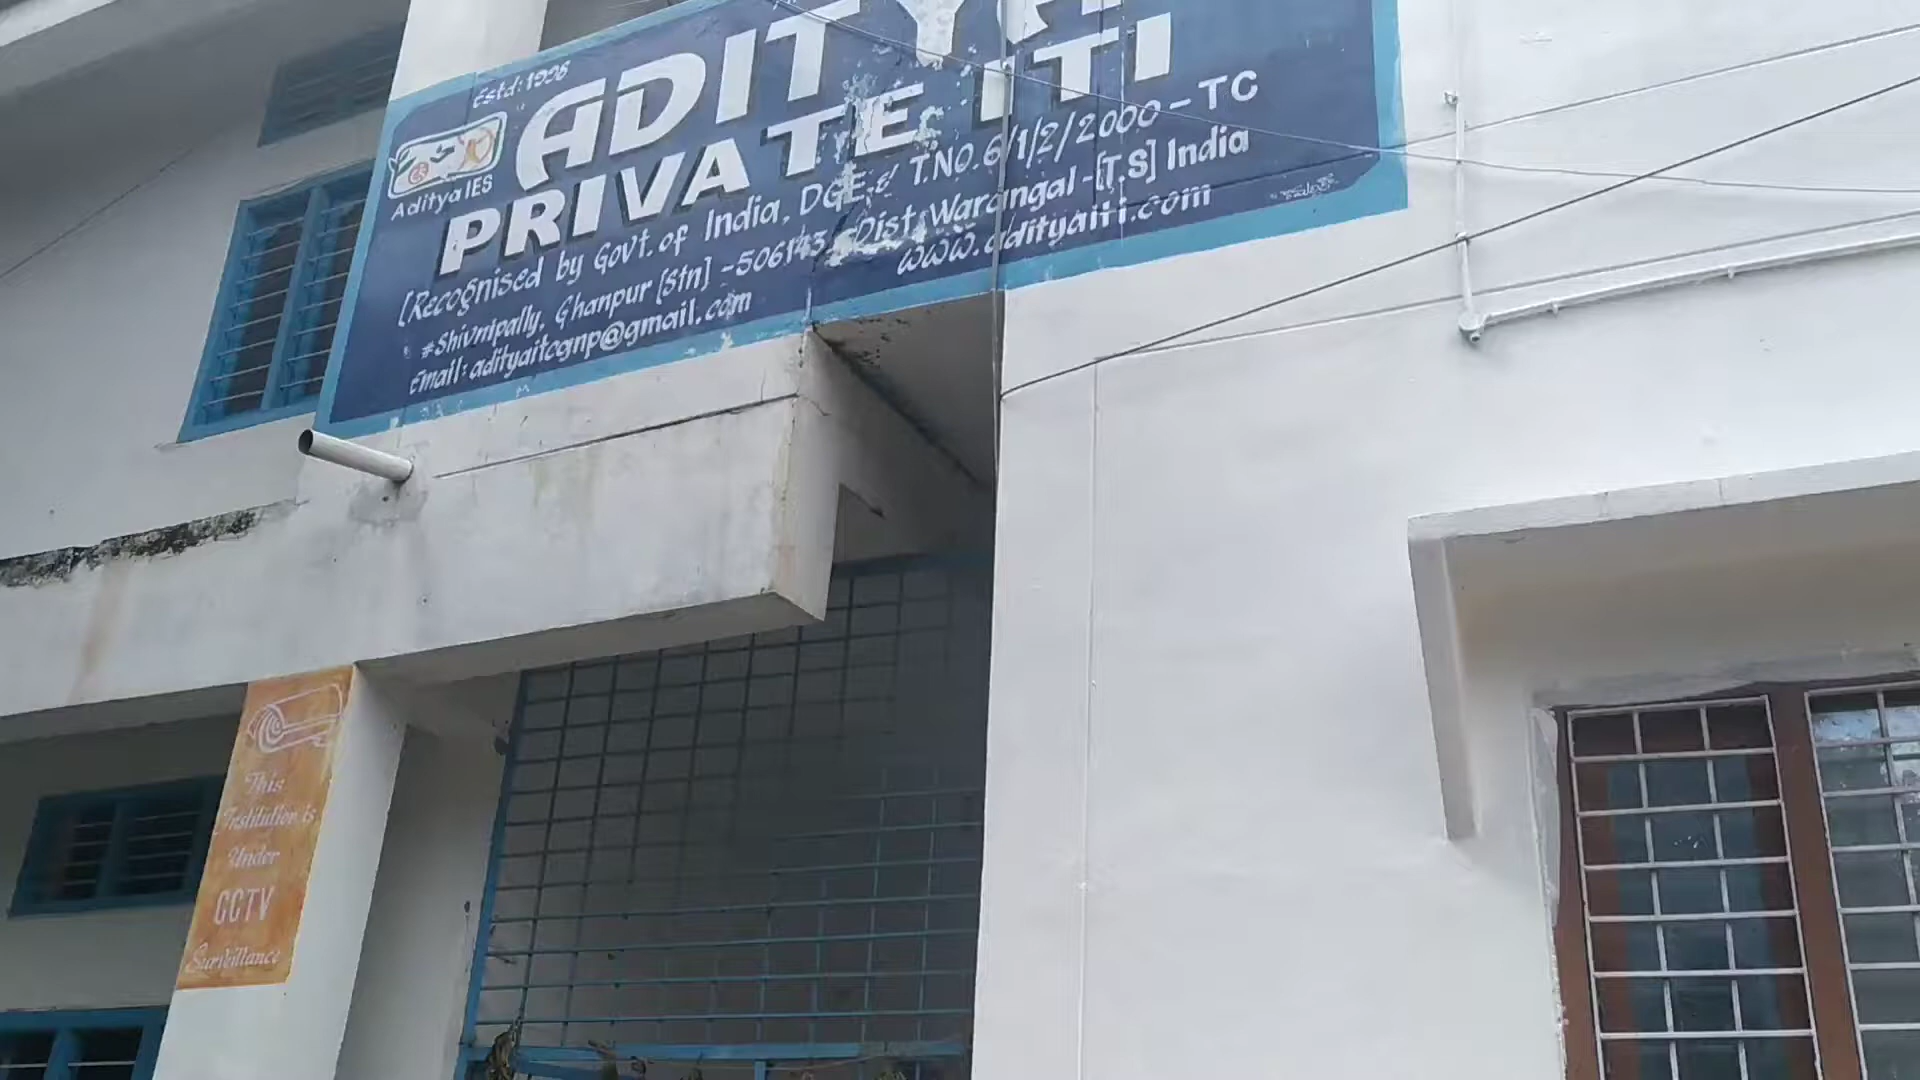 Estd: 1996
ADITYA
Aditya IES
PRIVATE ITI
[Recognised by Govt. of India, DGE&T.NO.6/1/2/2000-TC
#Shivnipally, Ghanpur [Stn] -506143 Dist Warangal-[T.S] India
Email: adityaitcgnp@gmail.com
www.adityaiti.com
This
Institution is
Under
CCTV
Surveillance